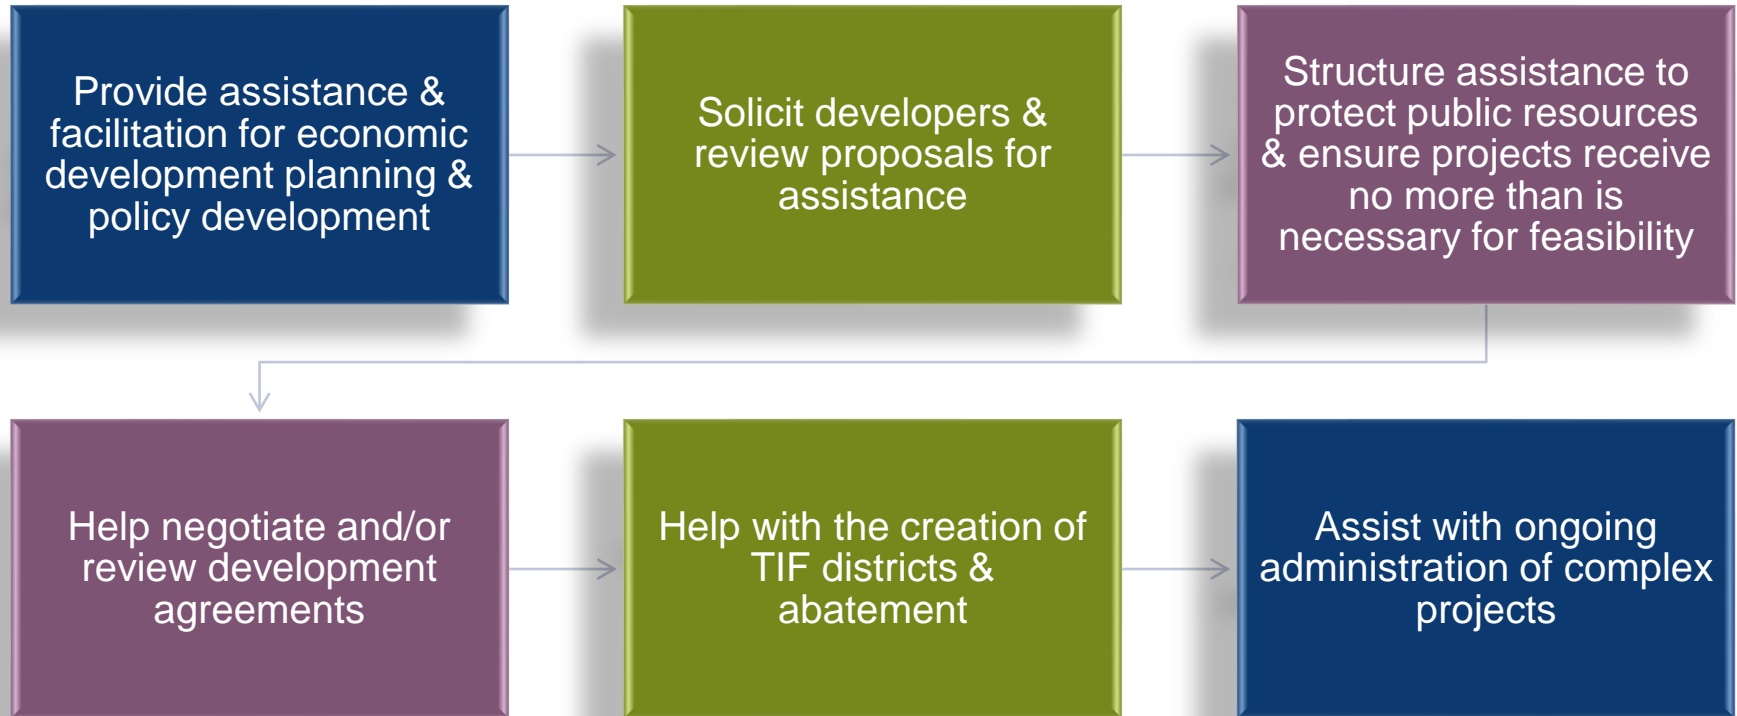 Provide assistance &
facilitation for economic
development planning &
policy development
Solicit developers &
review proposals for
assistance
Structure assistance to
protect public resources
& ensure projects receive
no more than is
necessary for feasibility
Help negotiate and/or
review development
agreements
Help with the creation of
TIF districts &
abatement
Assist with ongoing
administration of complex
projects